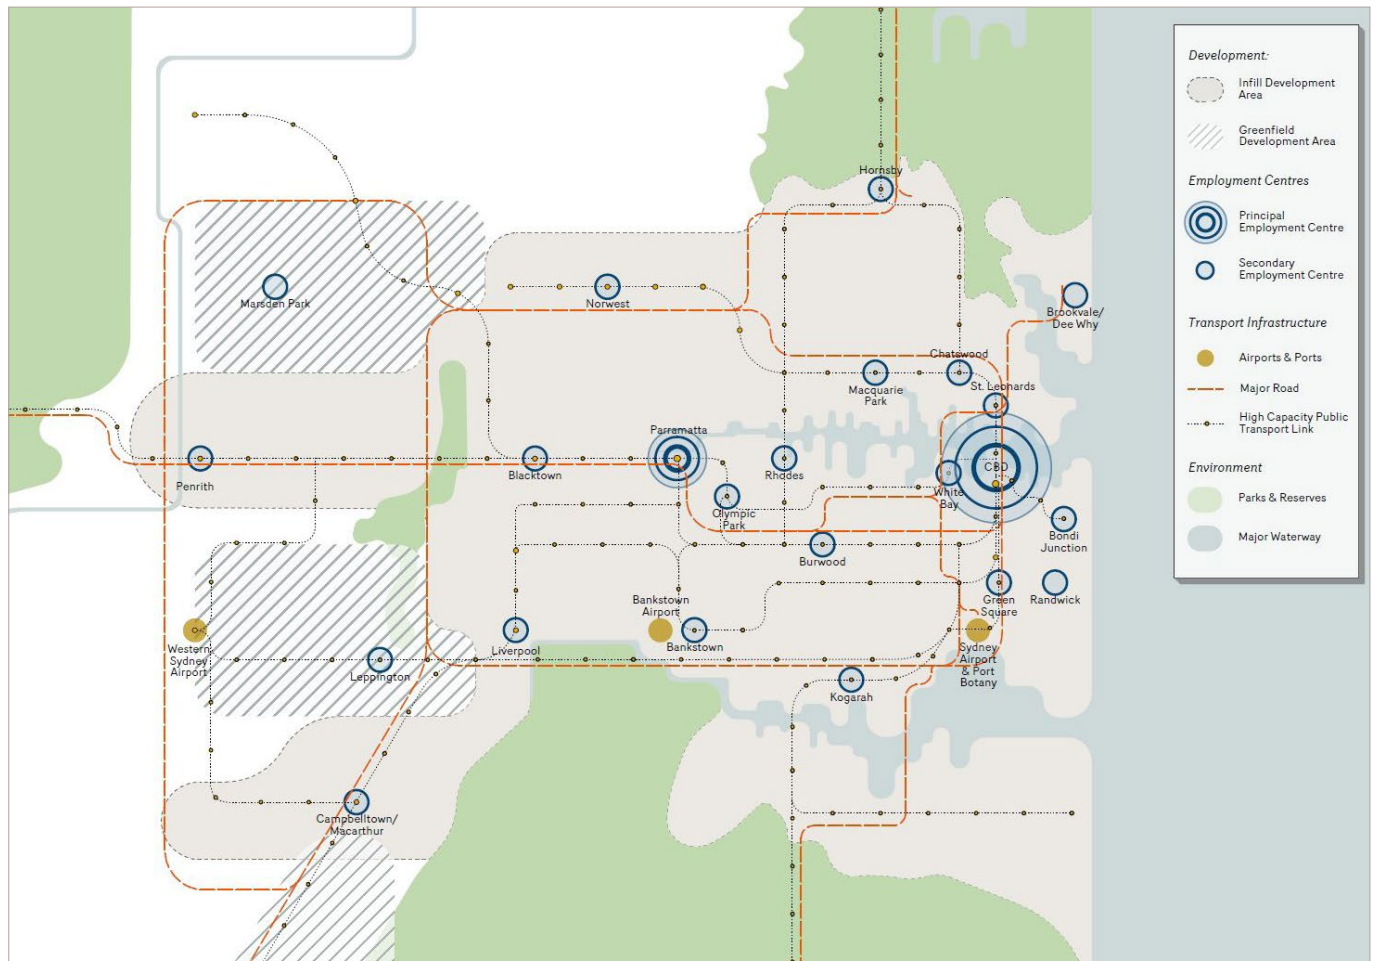 Hornsby
Marsden Park
Norwest
Brookvale/
Dee Why
Chatswood
Macquarie
Park
St. Leonards
Parramatta
Penrith
Blacktown
Rhodes
CBD
White
Bay
Olympic
Park
Bondi
Junction
Burwood
Bankstown
Airport
Green
Square
Randwick
Western
Sydney
Airport
Liverpool
Bankstown
Sydney
Airport
& Port
Botany
Leppington
Kogarah
Campbelltown/
Macarthur
Development:
Infill Development
Area
Greenfield
Development Area
Employment Centres
Principal
Employment Centre
Secondary
Employment Centre
Transport Infrastructure
Airports & Ports
Major Road
High Capacity Public
Transport Link
Environment
Parks & Reserves
Major Waterway